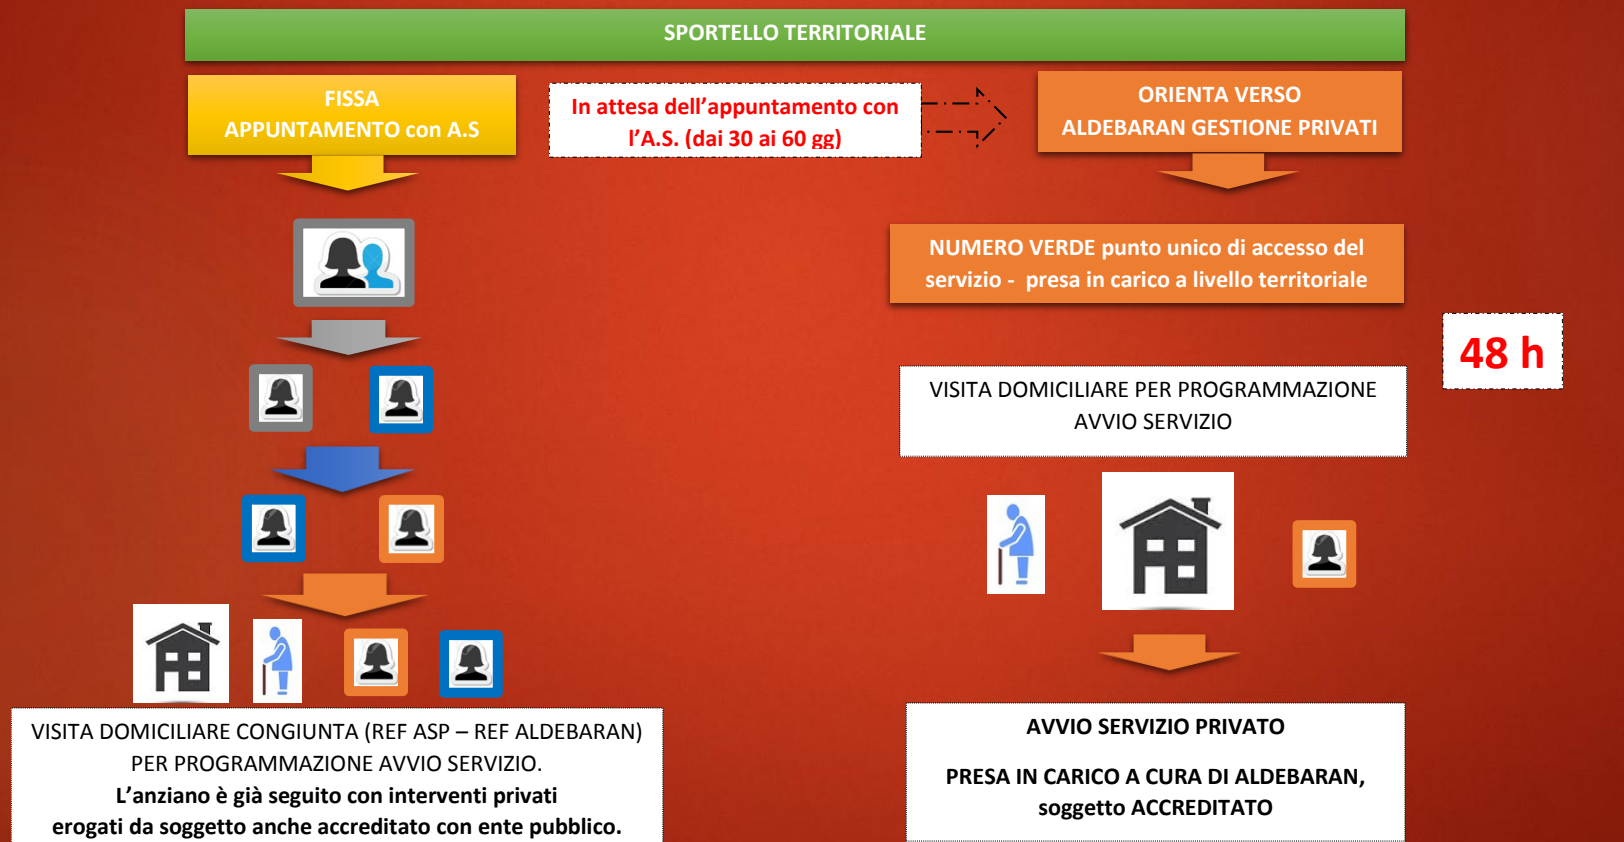 SPORTELLO TERRITORIALE
FISSA
APPUNTAMENTO con A.S
In attesa dell’appuntamento con
l’A.S. (dai 30 ai 60 gg)
ORIENTA VERSO
ALDEBARAN GESTIONE PRIVATI
NUMERO VERDE punto unico di accesso del
servizio - presa in carico a livello territoriale
48 h
VISITA DOMICILIARE PER PROGRAMMAZIONE
AVVIO SERVIZIO
VISITA DOMICILIARE CONGIUNTA (REF ASP – REF ALDEBARAN)
PER PROGRAMMAZIONE AVVIO SERVIZIO.
L’anziano è già seguito con interventi privati
erogati da soggetto anche accreditato con ente pubblico.
AVVIO SERVIZIO PRIVATO
PRESA IN CARICO A CURA DI ALDEBARAN,
soggetto ACCREDITATO